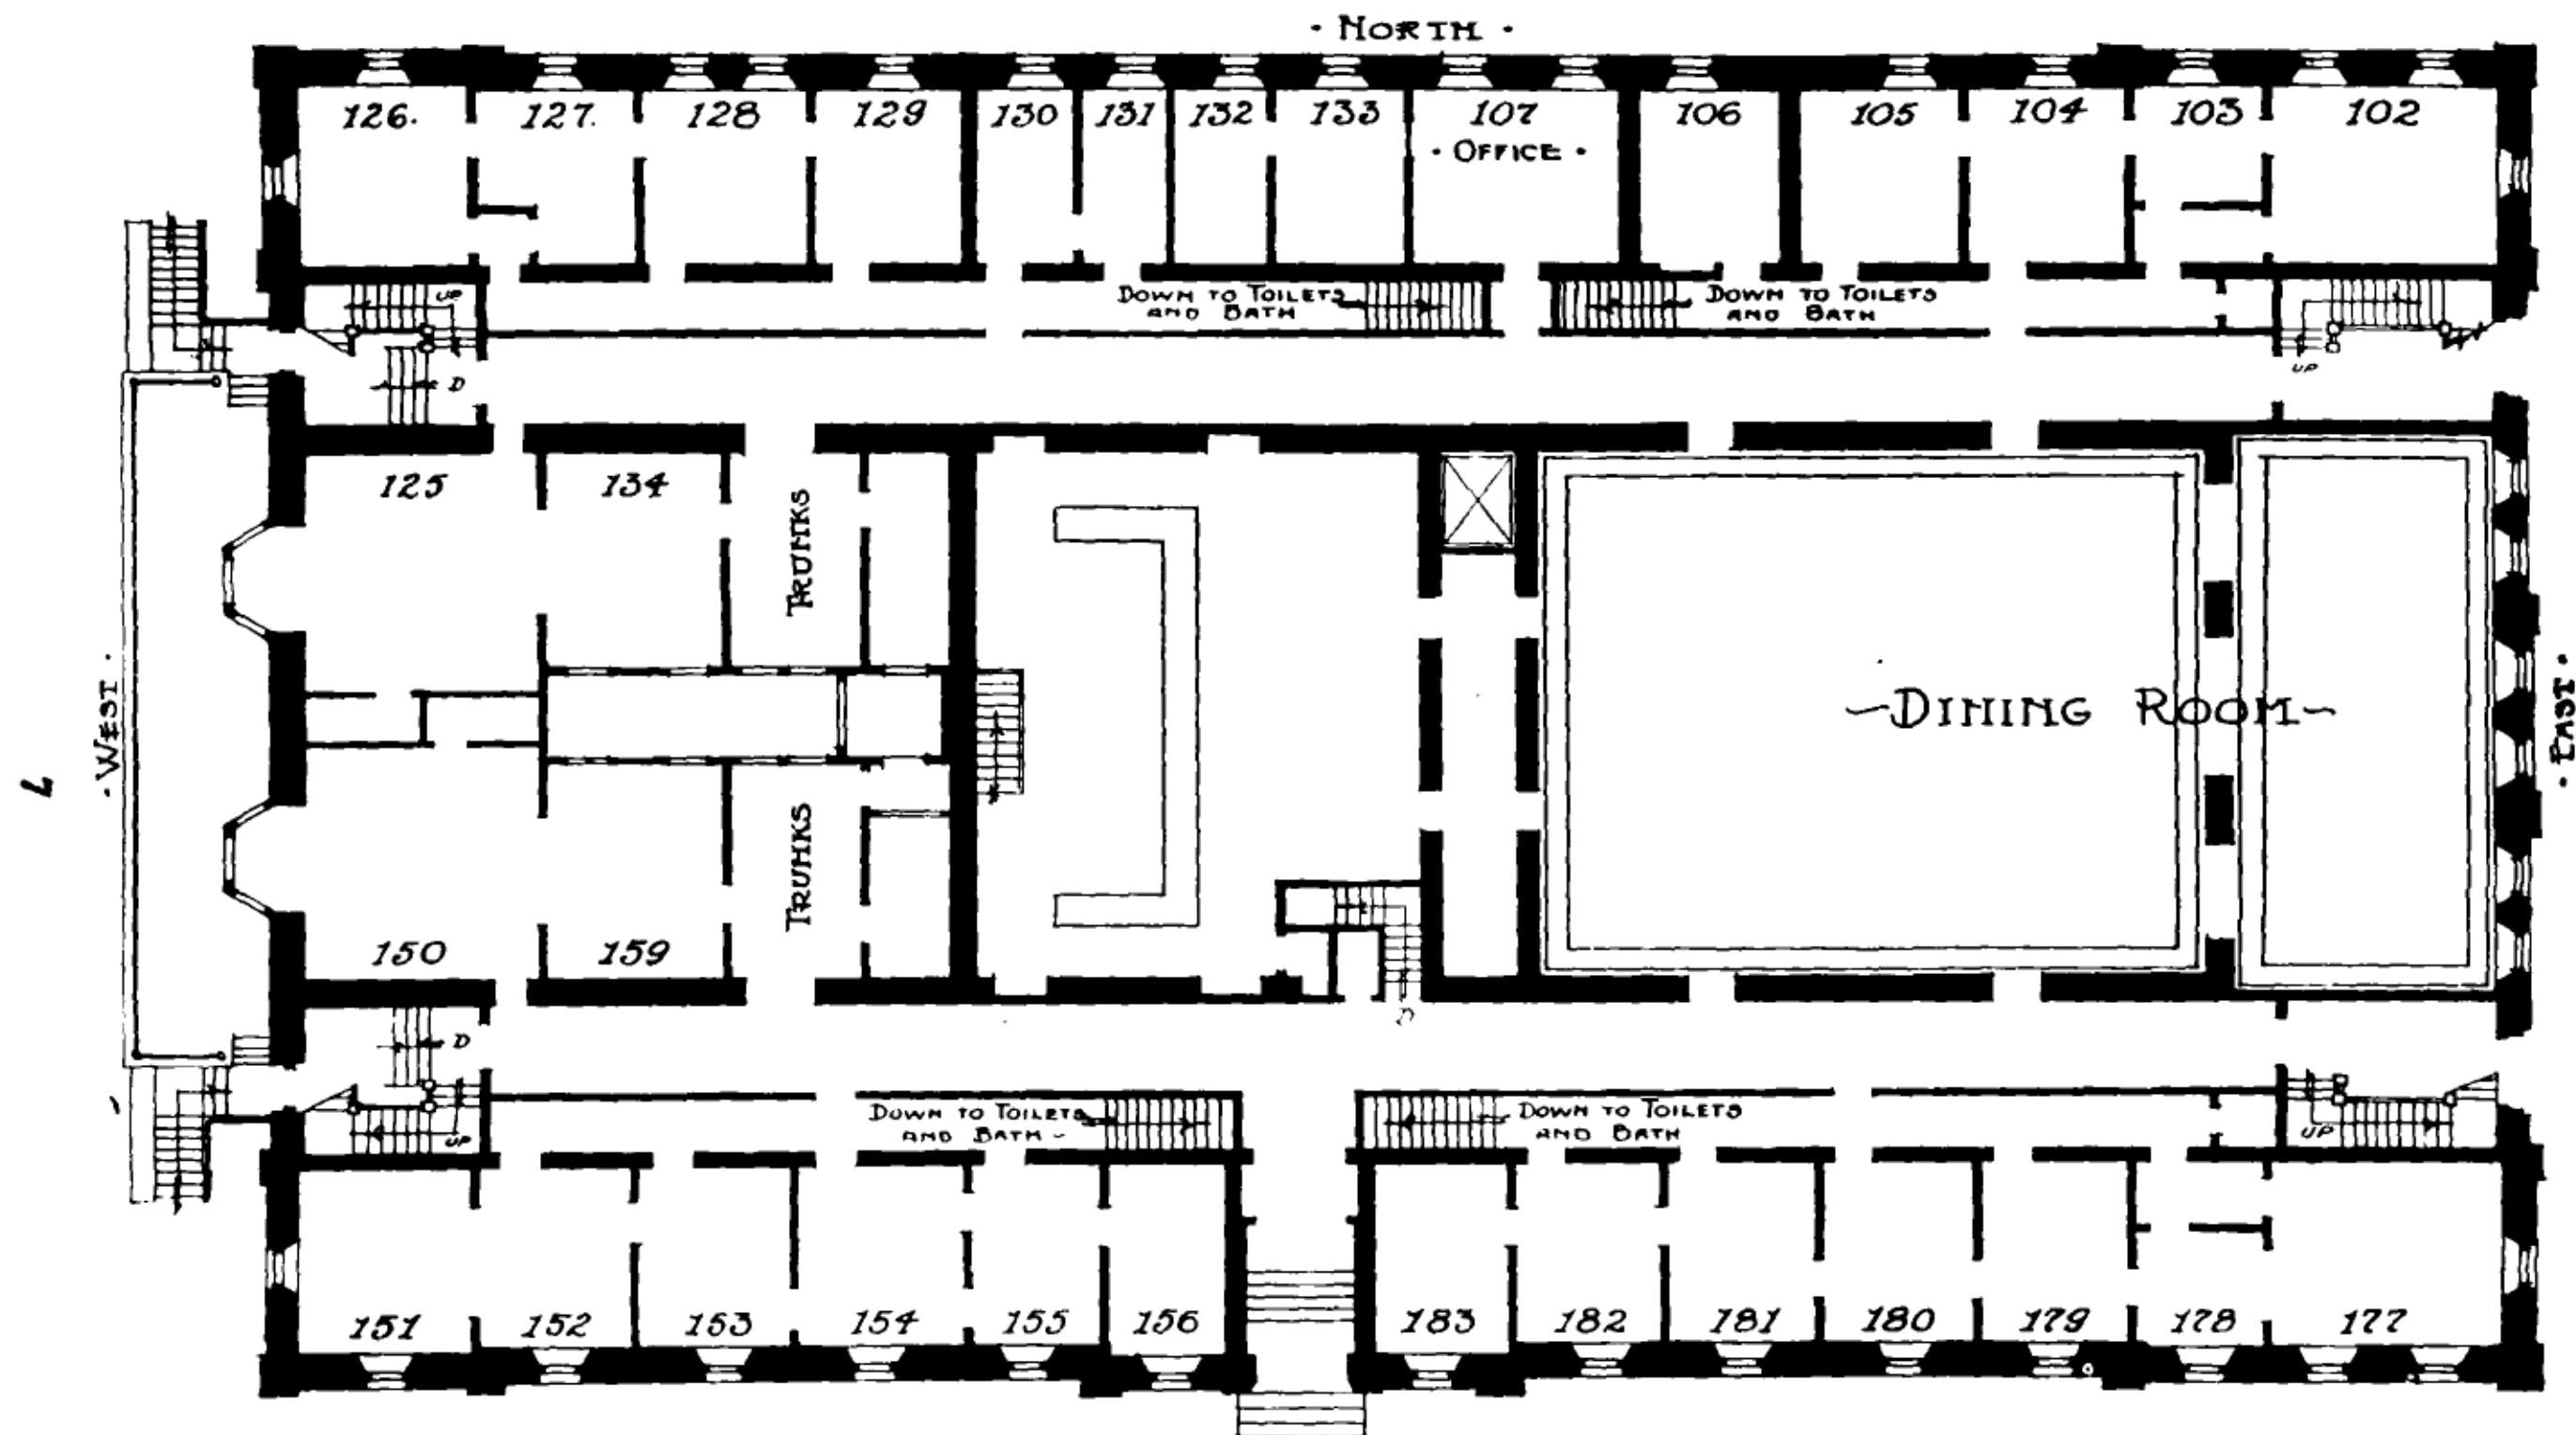 · NORTH ·
126. 127. 128 129 130 131 132 133 107 106 105 104 103 102
· OFFICE ·
UP
DOWN TO TOILETS
AND BATH
DOWN TO TOILETS
AND BATH
D
UP
125 134
TRUNKS
· WEST ·
7
~DINING ROOM~
· EAST ·
TRUNKS
150 159
D
D
UP
DOWN TO TOILETS
AND BATH -
DOWN TO TOILETS
AND BATH
UP
151 152 153 154 155 156 183 182 181 180 179 178 177